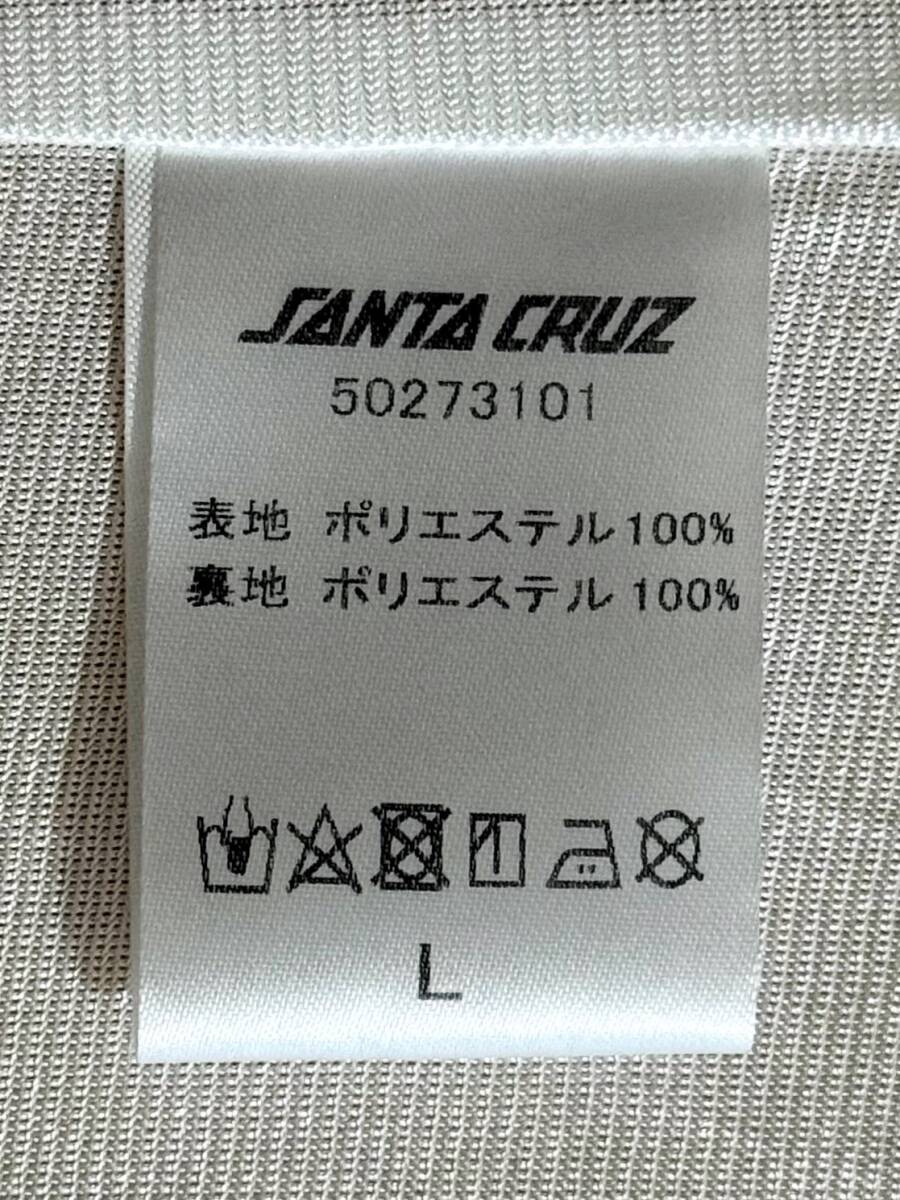 SANTA CRUZ
50273101
表地 ポリエステル100%
裏地 ポリエステル100%
L